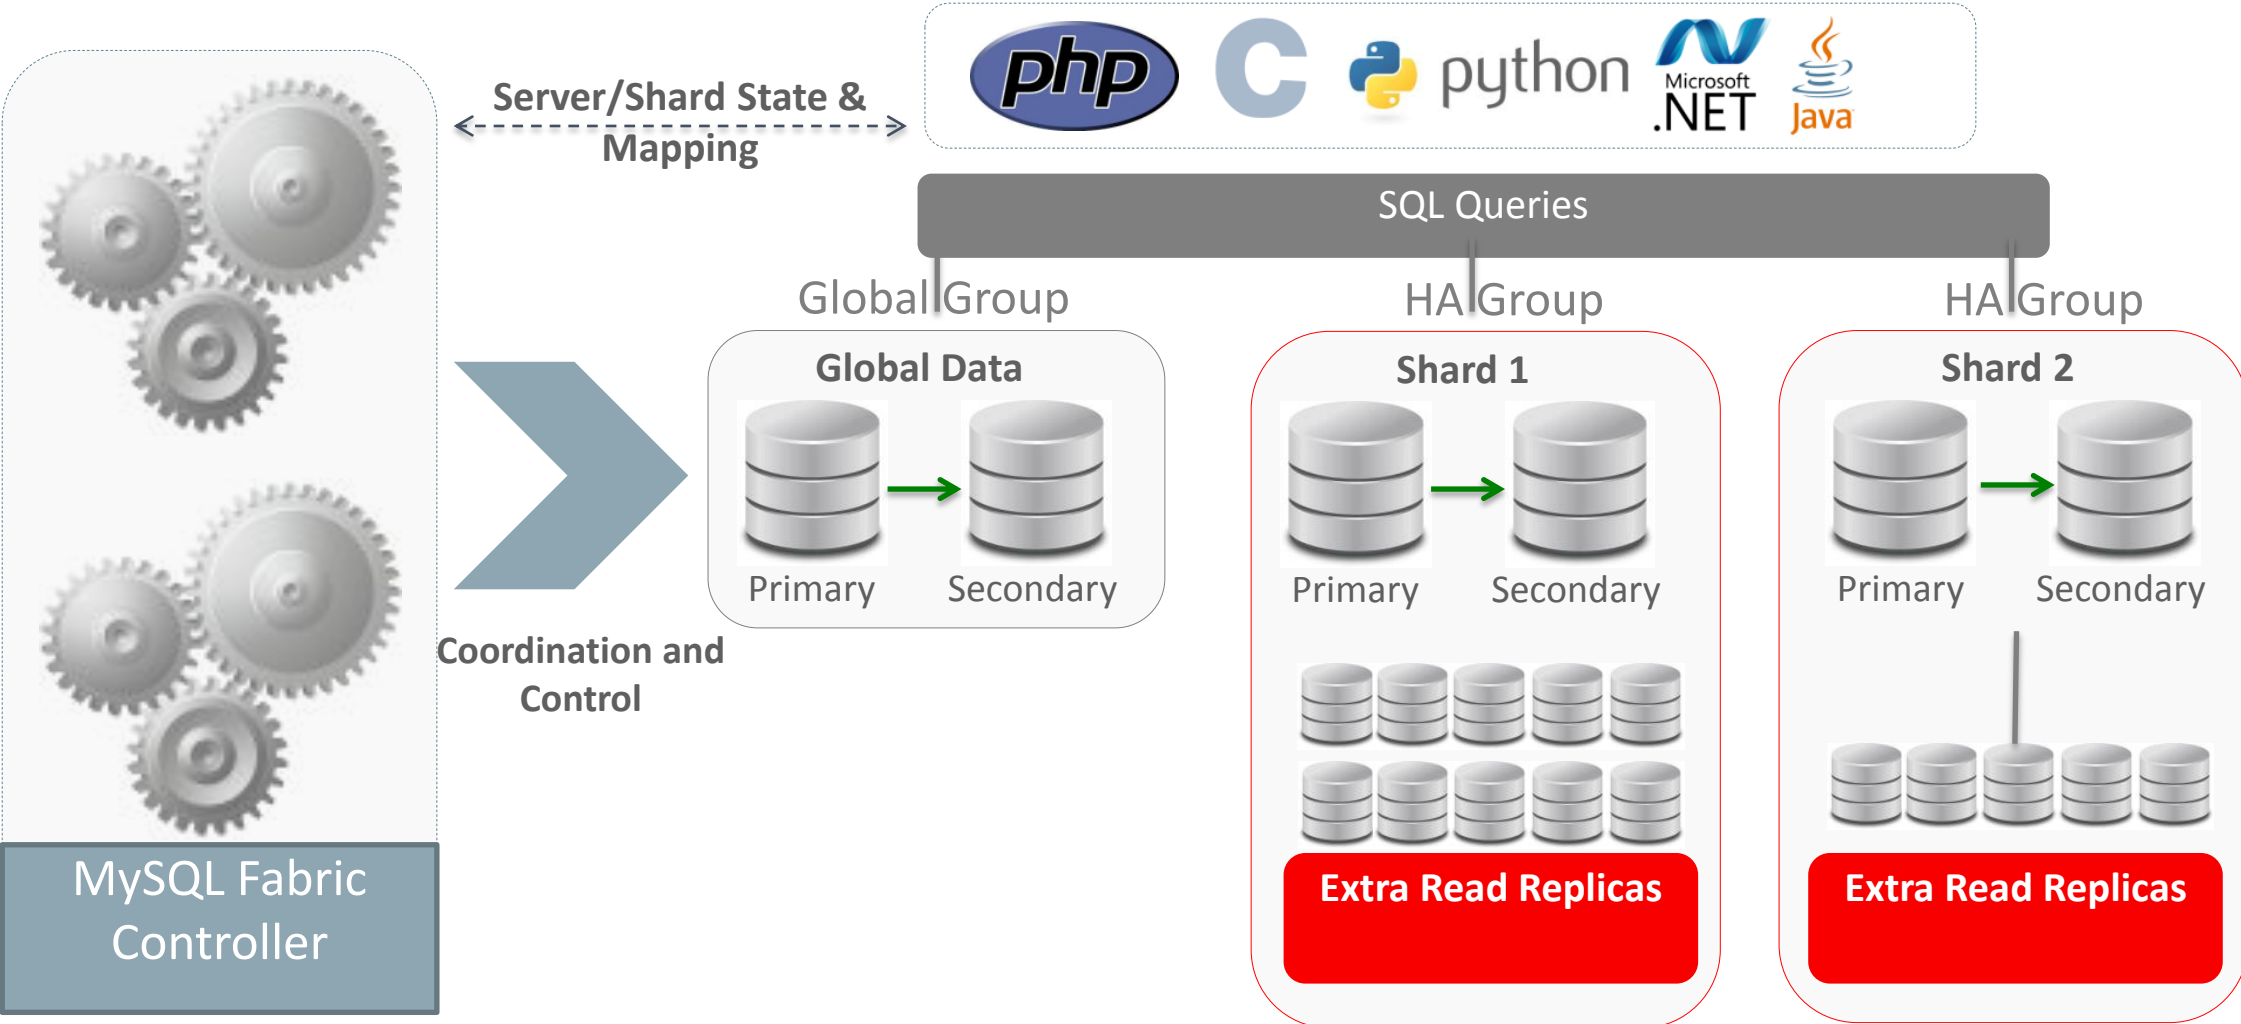 php C python Microsoft .NET Java
Server/Shard State &
Mapping
SQL Queries
Global Group
HA Group
HA Group
Global Data
Shard 1
Shard 2
Primary
Secondary
Primary
Secondary
Primary
Secondary
Coordination and
Control
Extra Read Replicas
Extra Read Replicas
MySQL Fabric
Controller